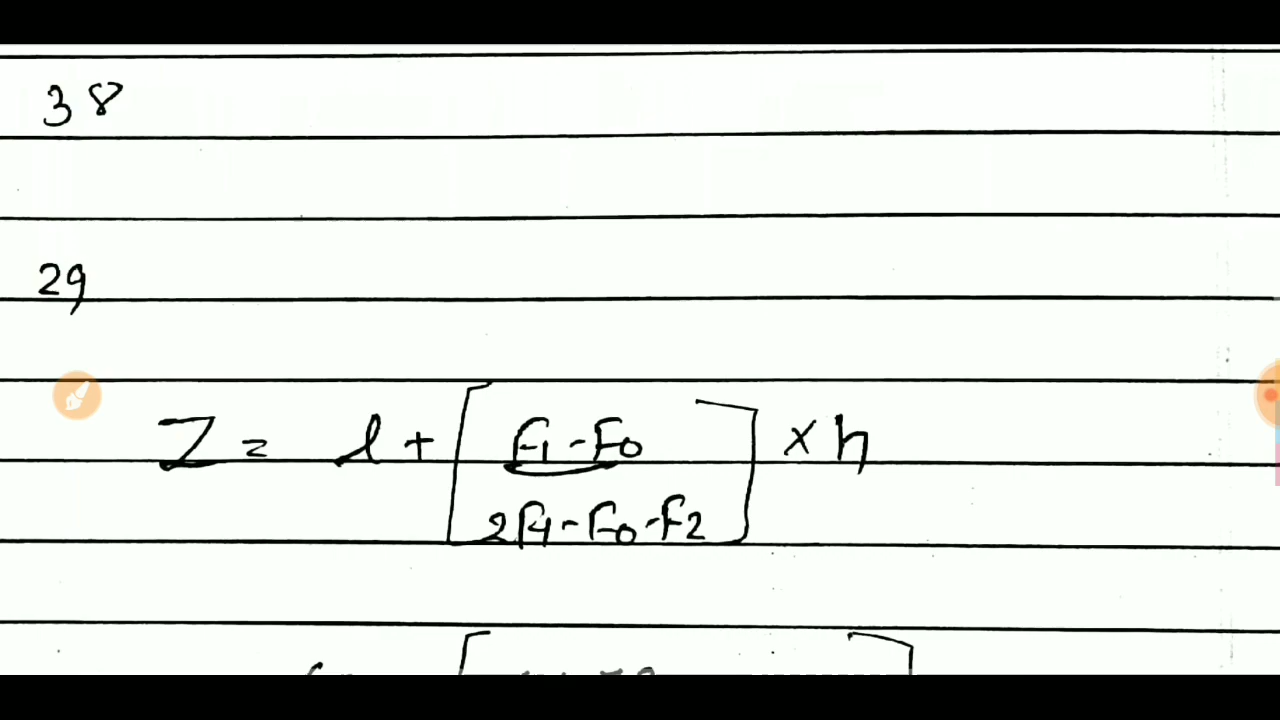 38
29
Z = l + [ F1 - F0 / 2F1 - F0 - F2 ] × h